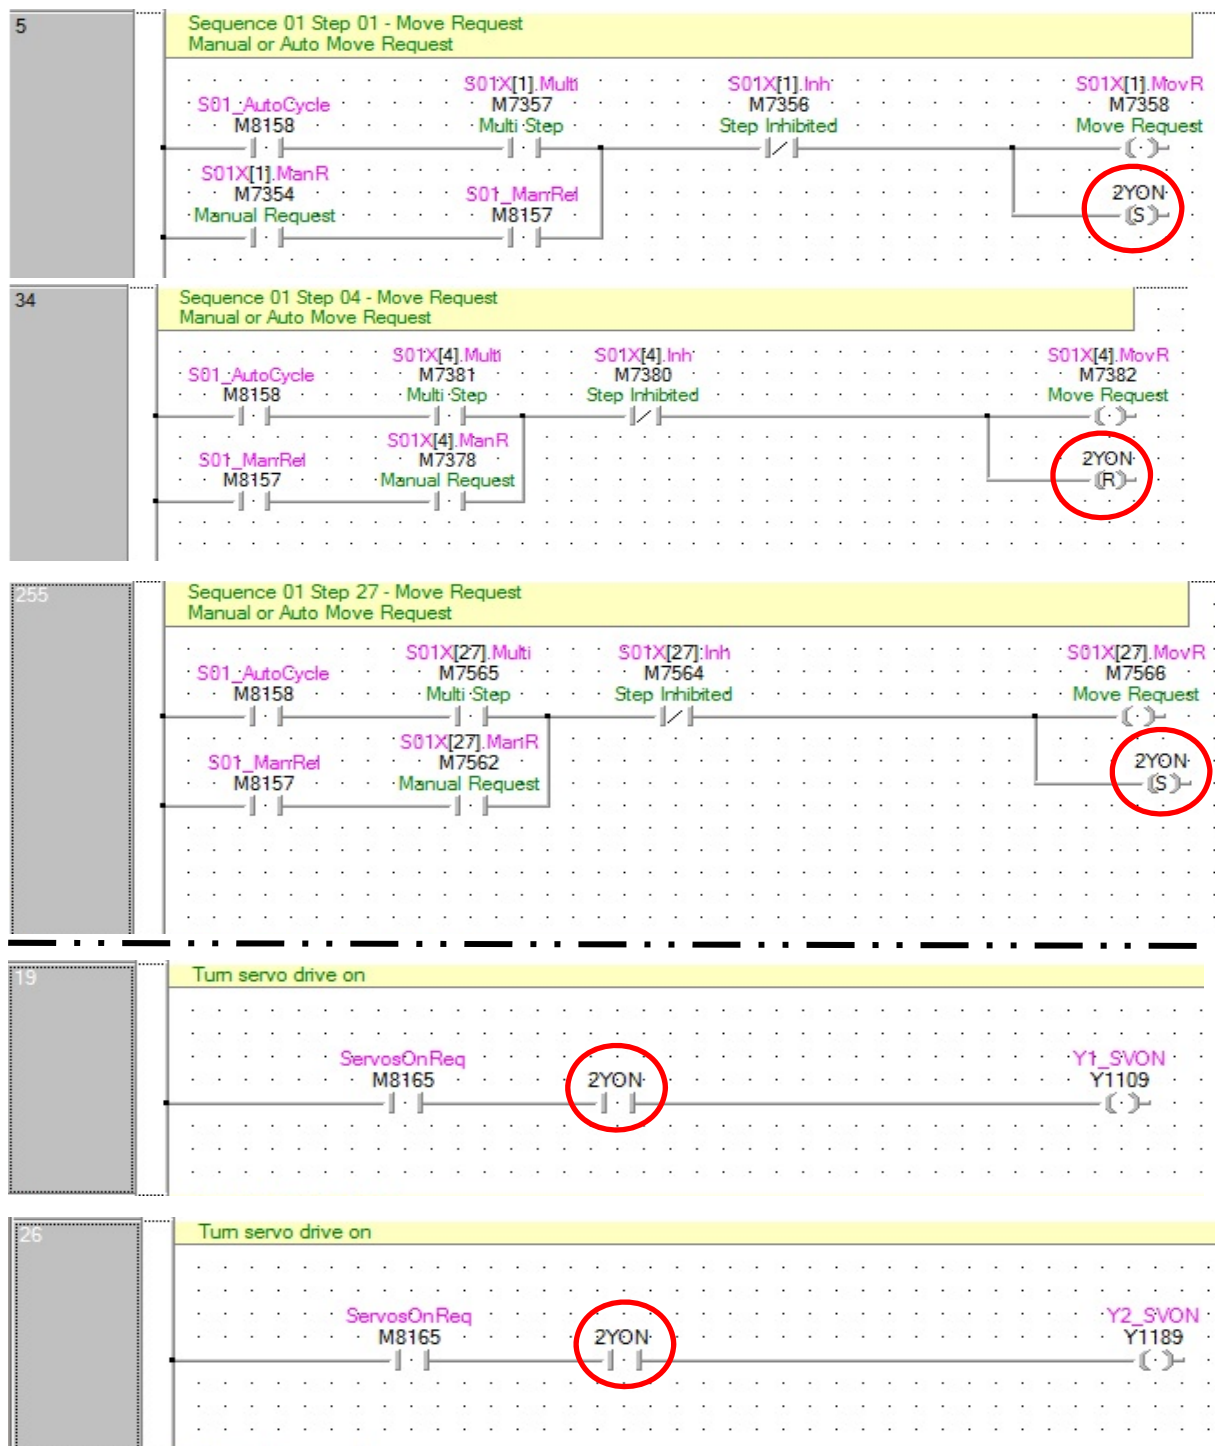 5
Sequence 01 Step 01 - Move Request
Manual or Auto Move Request
S01X[1].Multi S01X[1].Inh S01X[1].MovR
S01_AutoCycle M7357 M7356 M7358
M8158 Multi Step Step Inhibited Move Request
S01X[1].ManR
M7354 S01_ManRel 2YON
Manual Request M8157 S
34
Sequence 01 Step 04 - Move Request
Manual or Auto Move Request
S01X[4].Multi S01X[4].Inh S01X[4].MovR
S01_AutoCycle M7381 M7380 M7382
M8158 Multi Step Step Inhibited Move Request
S01X[4].ManR
S01_ManRel M7378 2YON
M8157 Manual Request R
255
Sequence 01 Step 27 - Move Request
Manual or Auto Move Request
S01X[27].Multi S01X[27].Inh S01X[27].MovR
S01_AutoCycle M7565 M7564 M7566
M8158 Multi Step Step Inhibited Move Request
S01X[27].ManR
S01_ManRel M7562 2YON
M8157 Manual Request S
19
Turn servo drive on
ServosOnReq Y1_SVON
M8165 2YON Y1109
26
Turn servo drive on
ServosOnReq Y2_SVON
M8165 2YON Y1189